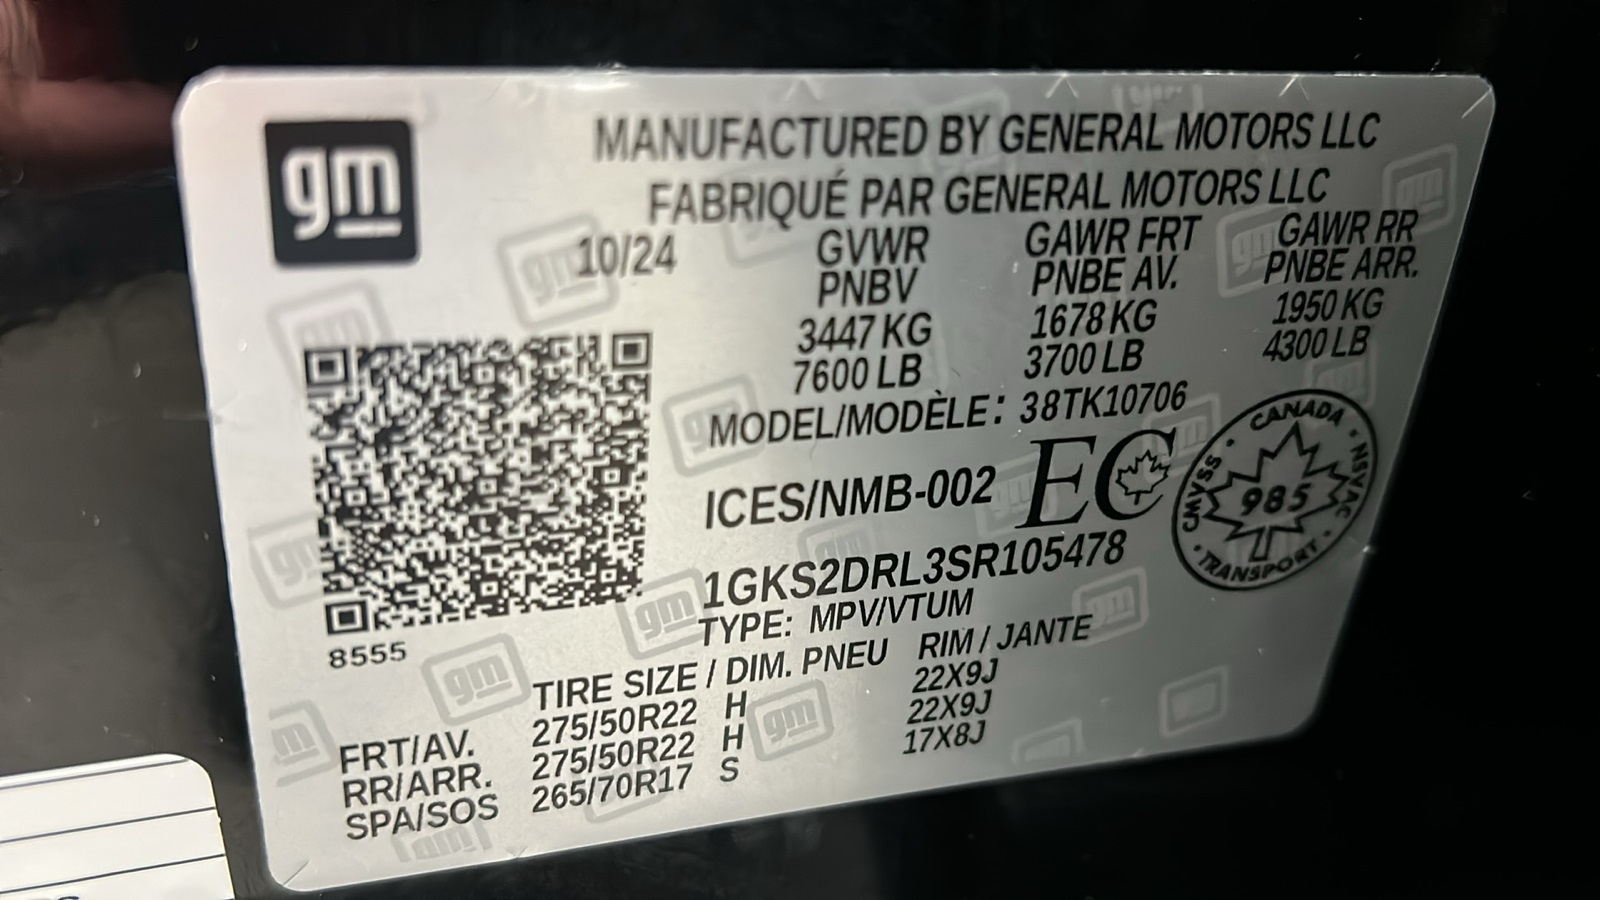 gm
MANUFACTURED BY GENERAL MOTORS LLC
FABRIQUÉ PAR GENERAL MOTORS LLC
10/24 GVWR GAWR FRT GAWR RR
PNBV PNBE AV. PNBE ARR.
3447 KG 1678 KG 1950 KG
7600 LB 3700 LB 4300 LB
MODEL/MODÈLE: 38TK10706
ICES/NMB-002 EC
CANADA
CMVSS 985 NSVAC
TRANSPORT
1GKS2DRL3SR105478
TYPE: MPV/VTUM
8555
TIRE SIZE / DIM. PNEU RIM / JANTE
FRT/AV. 275/50R22 H 22X9J
RR/ARR. 275/50R22 H 22X9J
SPA/SOS 265/70R17 S 17X8J